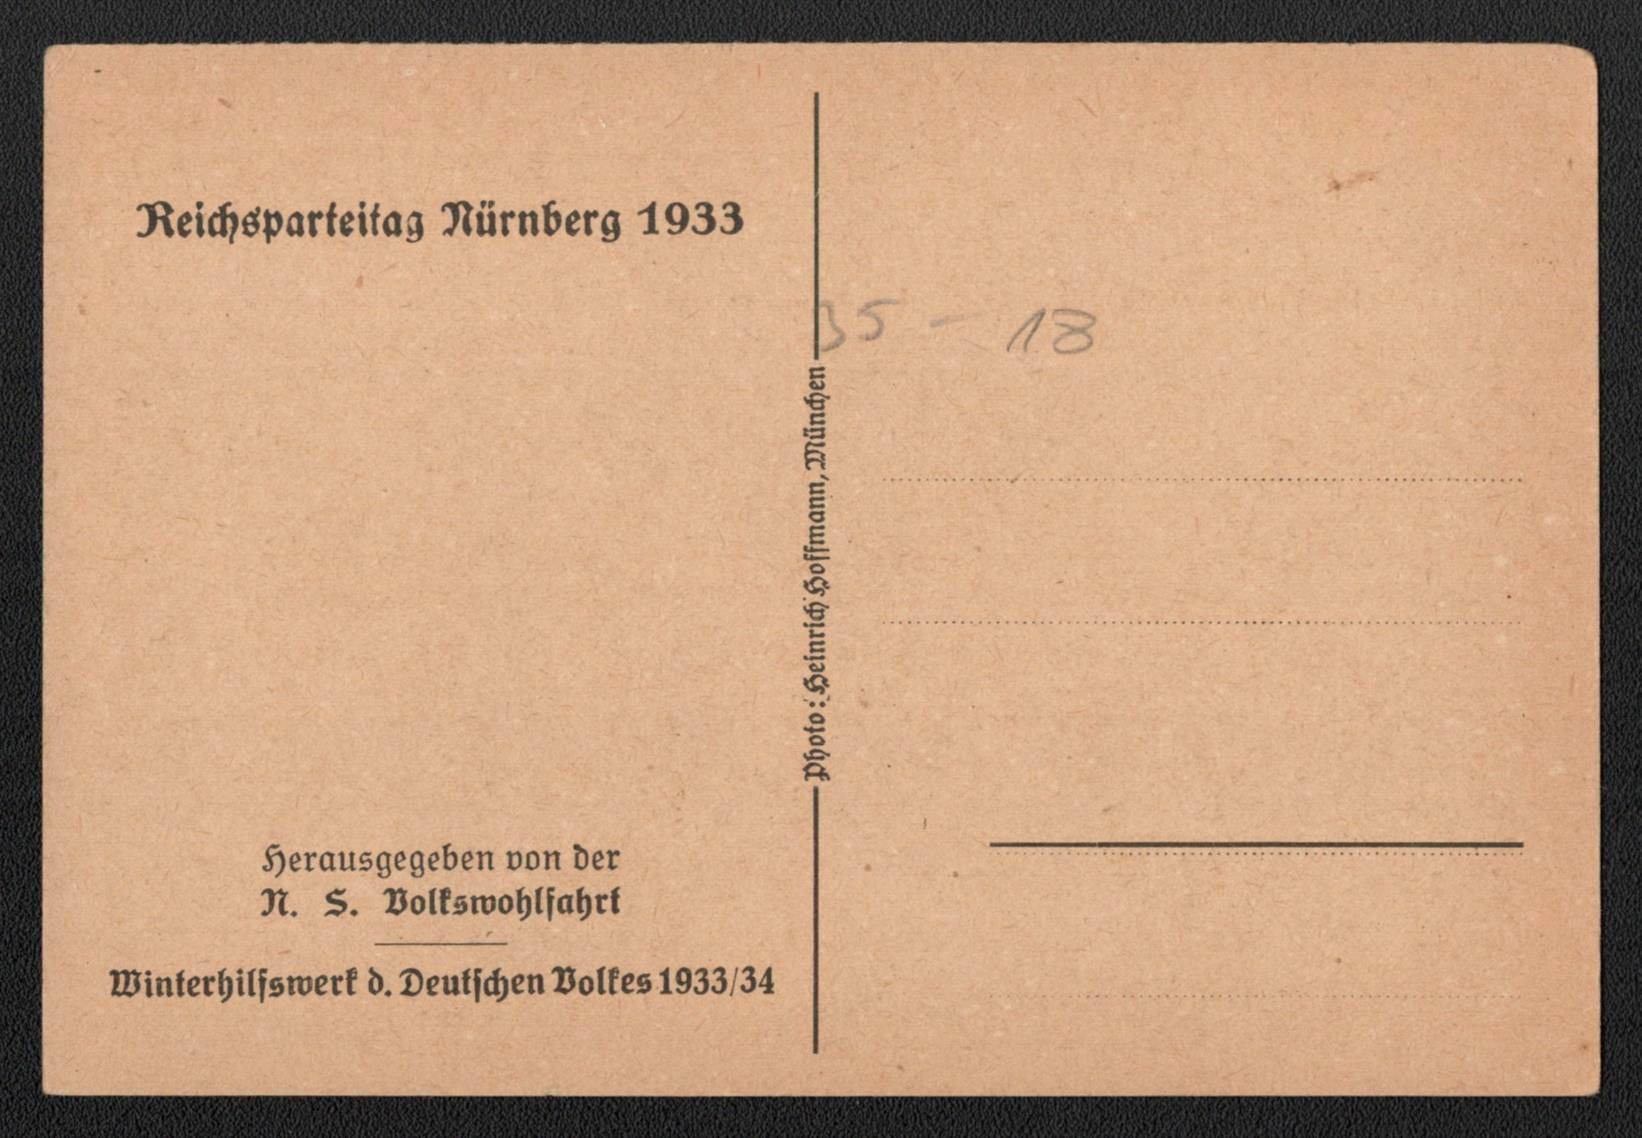 Reichsparteitag Nürnberg 1933
Herausgegeben von der
N. S. Volkswohlfahrt
Winterhilfswerk d. Deutschen Volkes 1933/34
Photo: Heinrich Hoffmann, München
35 - 18